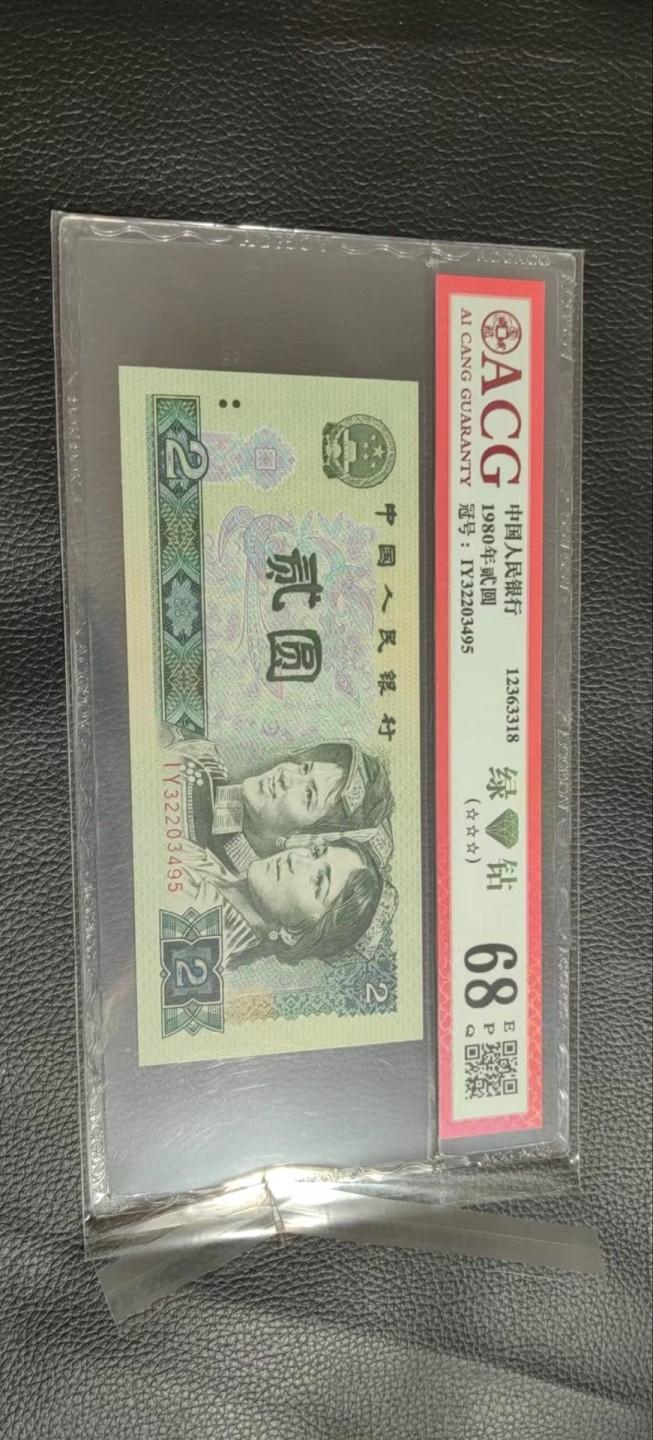 ACG
AI CANG GUARANTY
中国人民银行
1980年贰圆
冠号：IY32203495
12363318
绿钻
(☆☆☆)
68
E
P
Q
中国人民银行
贰圆
2
IY32203495
2
2